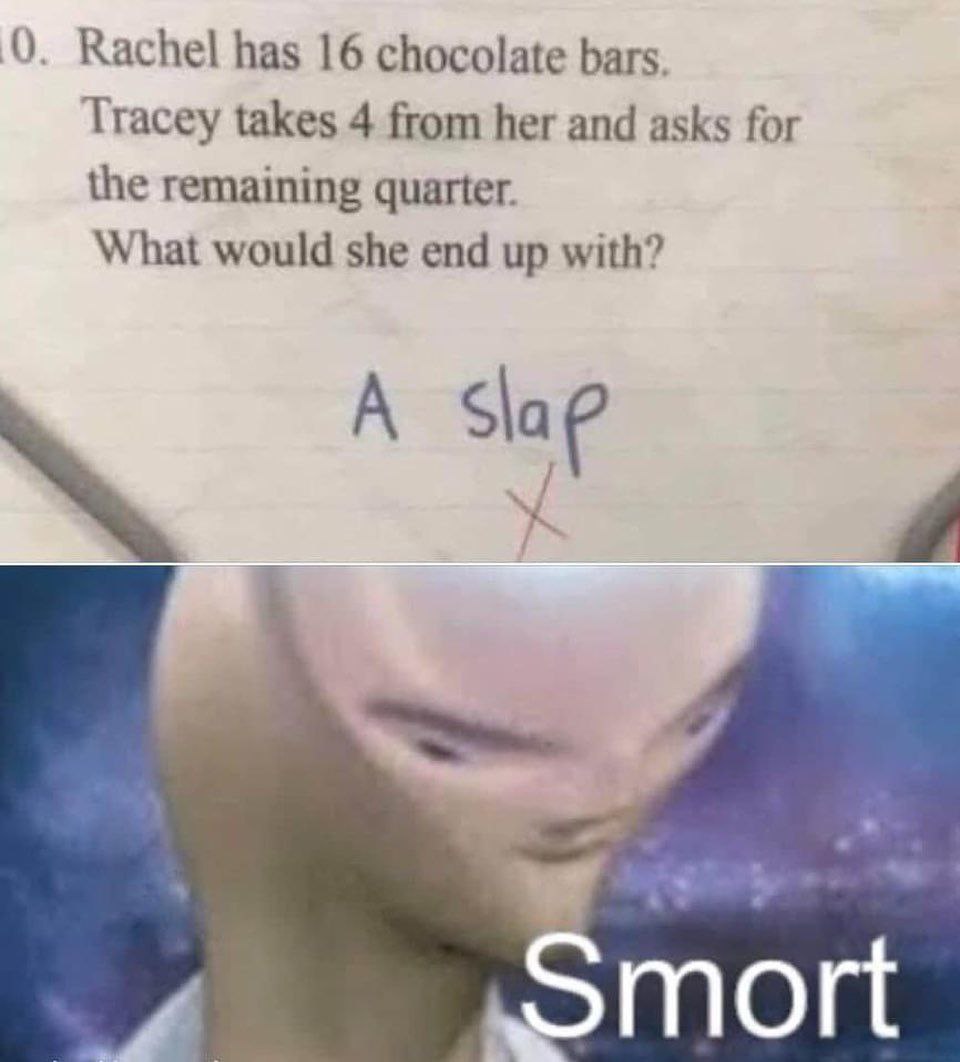 10. Rachel has 16 chocolate bars.
Tracey takes 4 from her and asks for
the remaining quarter.
What would she end up with?
A slap
Smort